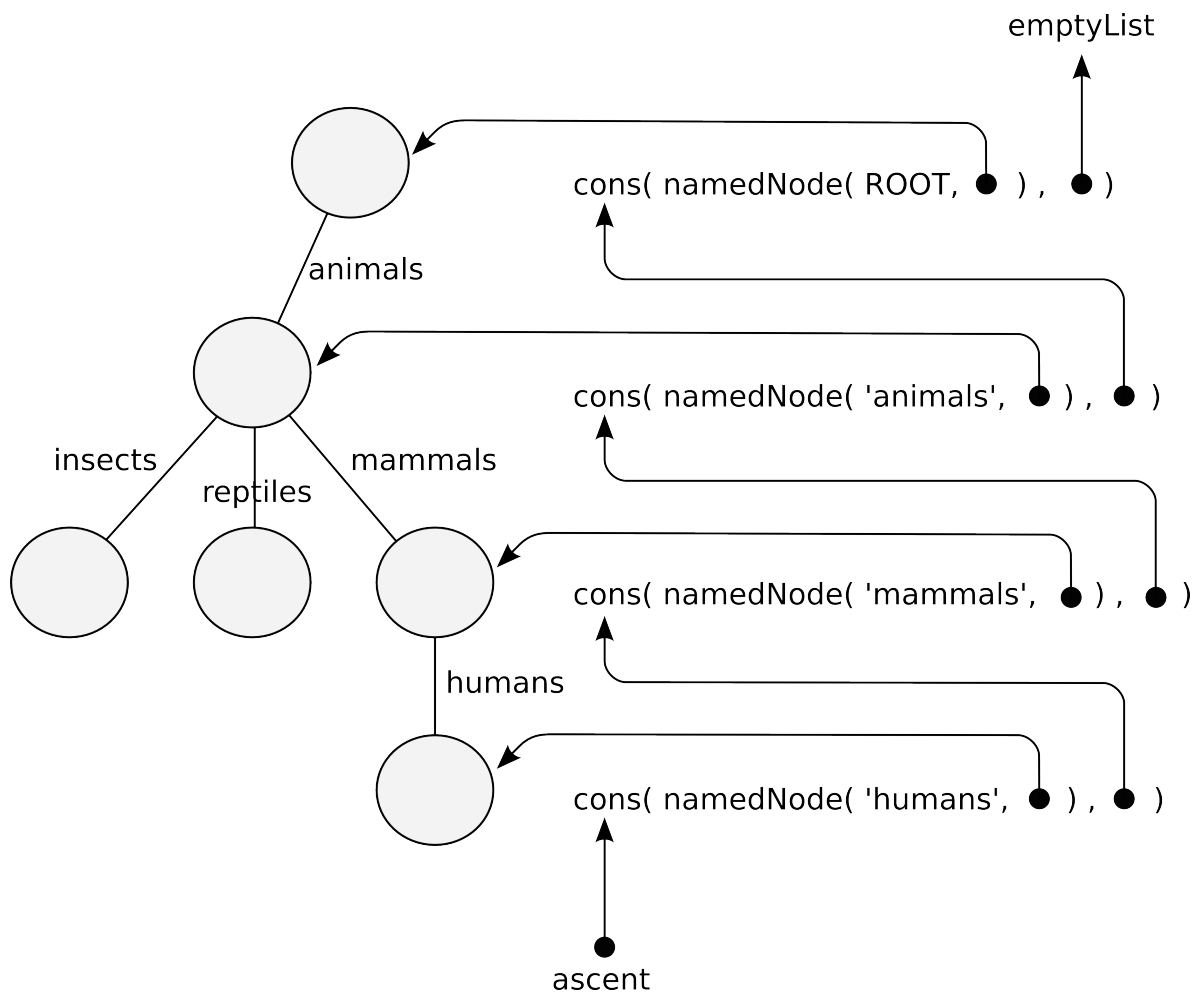 emptyList
cons( namedNode( ROOT, ) , )
animals
cons( namedNode( 'animals', ) , )
insects
mammals
reptiles
cons( namedNode( 'mammals', ) , )
humans
cons( namedNode( 'humans', ) , )
ascent